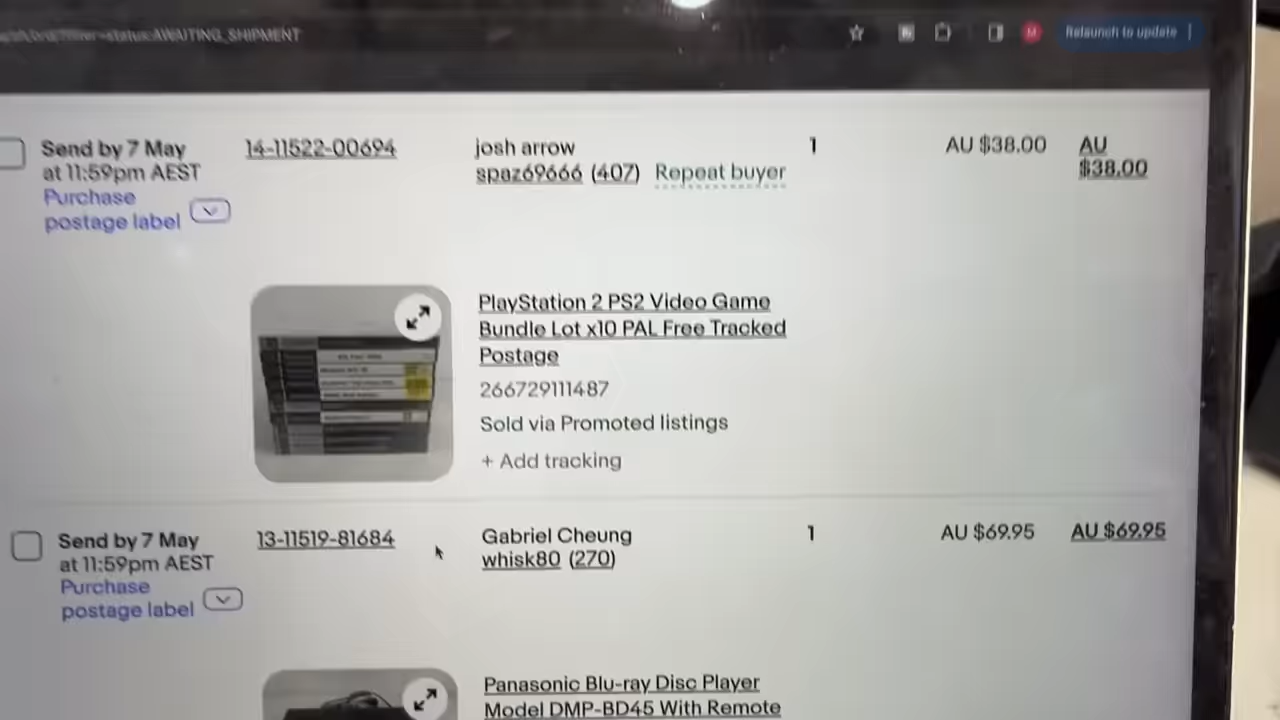 AWAITING_SHIPMENT
Relaunch to update
M
Send by 7 May
at 11:59pm AEST
Purchase
postage label
14-11522-00694
josh arrow
spaz69666 (407) Repeat buyer
1
AU $38.00
AU
$38.00
PlayStation 2 PS2 Video Game
Bundle Lot x10 PAL Free Tracked
Postage
266729111487
Sold via Promoted listings
+ Add tracking
Send by 7 May
at 11:59pm AEST
Purchase
postage label
13-11519-81684
Gabriel Cheung
whisk80 (270)
1
AU $69.95
AU $69.95
Panasonic Blu-ray Disc Player
Model DMP-BD45 With Remote